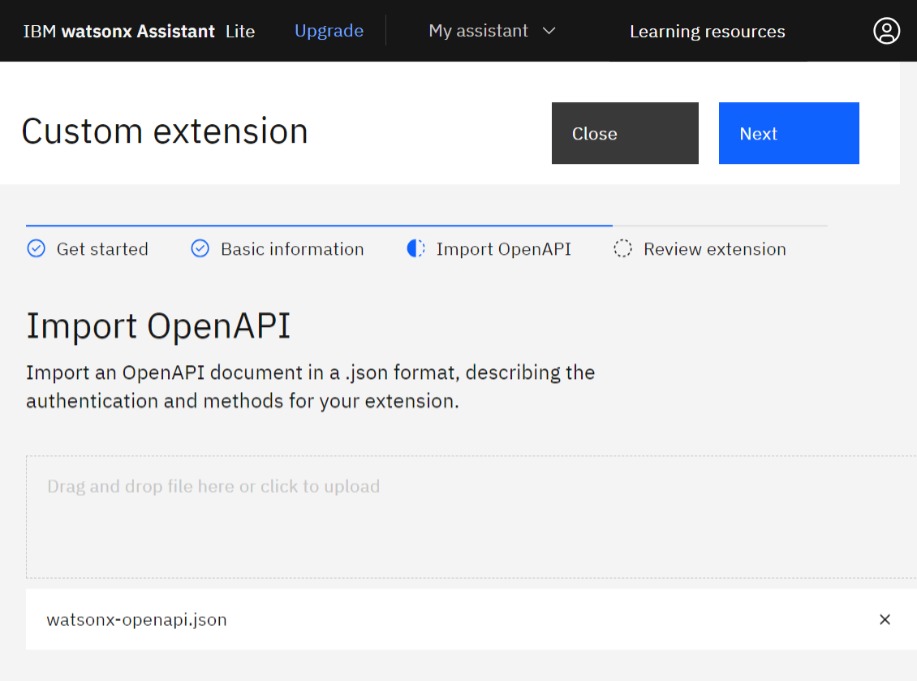 IBM watsonx Assistant Lite Upgrade My assistant Learning resources
Custom extension
Close Next
Get started Basic information Import OpenAPI Review extension
Import OpenAPI
Import an OpenAPI document in a .json format, describing the
authentication and methods for your extension.
Drag and drop file here or click to upload
watsonx-openapi.json